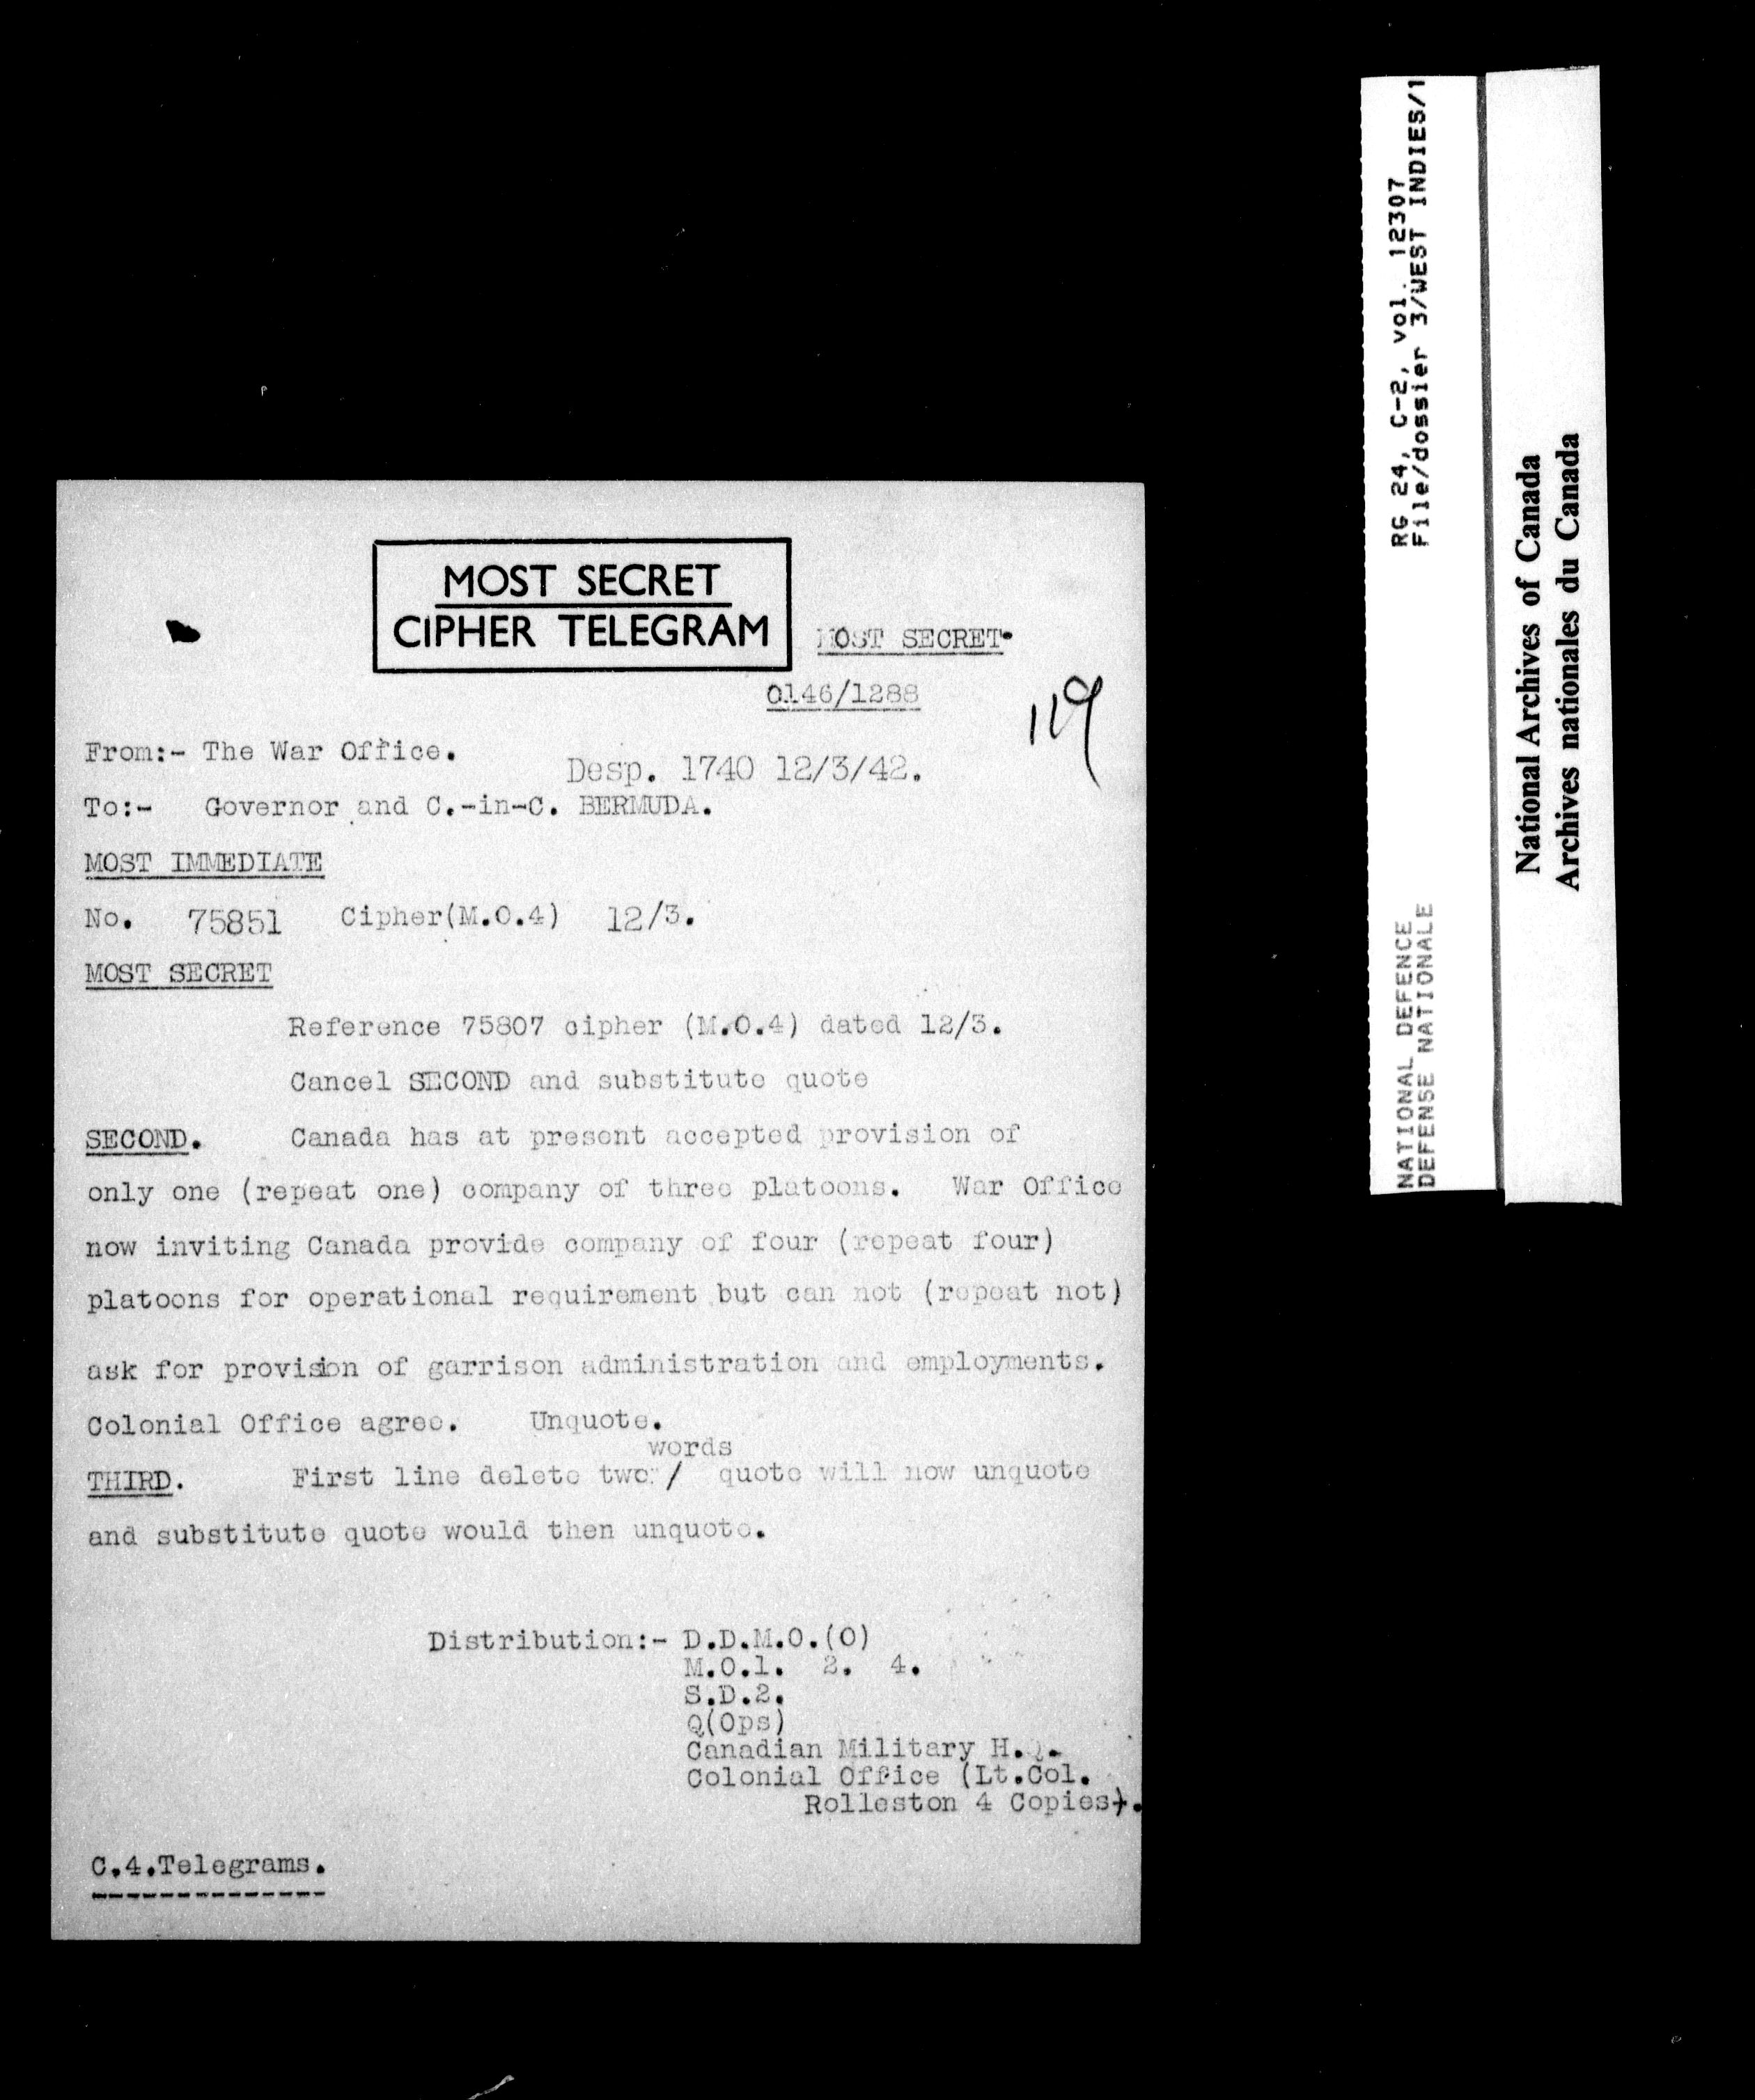 MOST SECRET
CIPHER TELEGRAM
MOST SECRET.
0146/1288
119
From:- The War Office.
Desp. 1740 12/3/42.
To:- Governor and C.-in-C. BERMUDA.
MOST IMMEDIATE
No. 75851 Cipher(M.O.4) 12/3.
MOST SECRET
Reference 75807 cipher (M.O.4) dated 12/3.
Cancel SECOND and substitute quote
SECOND. Canada has at present accepted provision of
only one (repeat one) company of three platoons. War Office
now inviting Canada provide company of four (repeat four)
platoons for operational requirement but can not (repeat not)
ask for provision of garrison administration and employments.
Colonial Office agree. Unquote.
words
THIRD. First line delete two / quote will now unquote
and substitute quote would then unquote.
Distribution:- D.D.M.O.(O)
M.O.1. 2. 4.
S.D.2.
Q(Ops)
Canadian Military H.Q.
Colonial Office (Lt.Col.
Rolleston 4 Copies).
C.4.Telegrams.
RG 24, C-2, vol. 12307
File/dossier 3/WEST INDIES/1
NATIONAL DEFENCE
DEFENSE NATIONALE
National Archives of Canada
Archives nationales du Canada